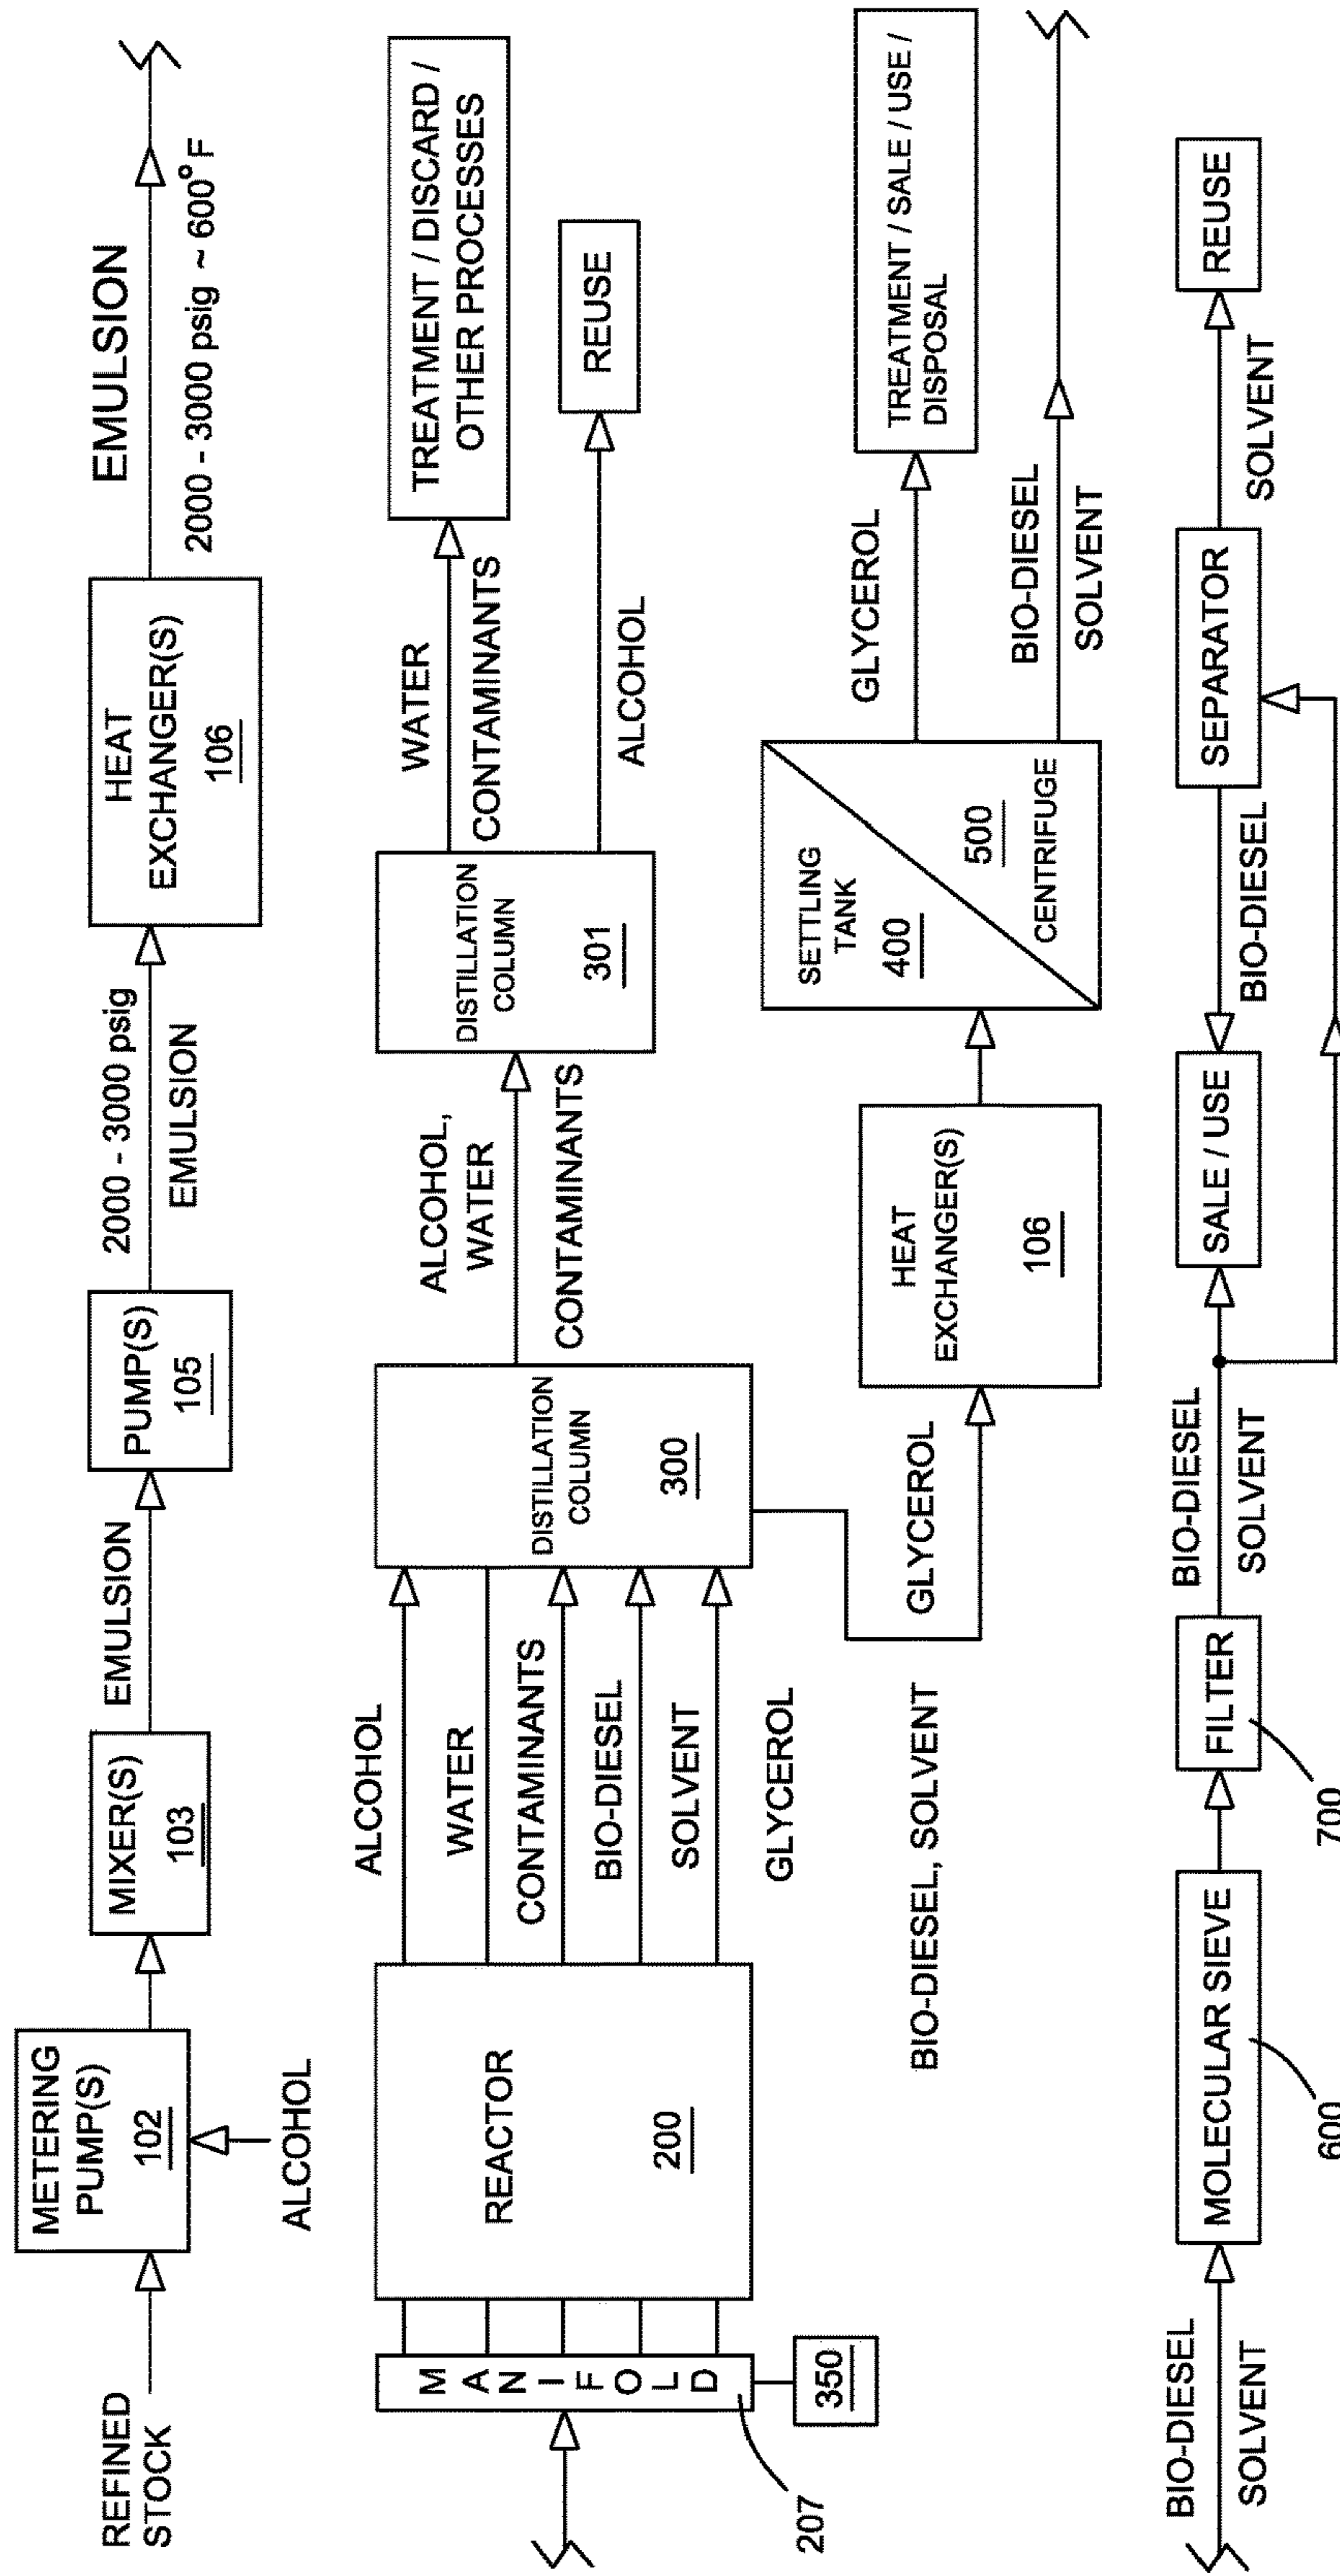 REFINED
STOCK
METERING
PUMP(S)
102
ALCOHOL
MIXER(S)
103
EMULSION
PUMP(S)
105
2000 - 3000 psig
EMULSION
HEAT
EXCHANGER(S)
106
EMULSION
2000 - 3000 psig ~ 600°F
MANIFOLD
207
350
REACTOR
200
ALCOHOL
WATER
CONTAMINANTS
BIO-DIESEL
SOLVENT
GLYCEROL
DISTILLATION
COLUMN
300
ALCOHOL,
WATER
CONTAMINANTS
DISTILLATION
COLUMN
301
WATER
CONTAMINANTS
TREATMENT / DISCARD /
OTHER PROCESSES
ALCOHOL
REUSE
BIO-DIESEL, SOLVENT
GLYCEROL
HEAT
EXCHANGER(S)
106
SETTLING
TANK
400
500
CENTRIFUGE
GLYCEROL
TREATMENT / SALE / USE /
DISPOSAL
BIO-DIESEL
SOLVENT
BIO-DIESEL
SOLVENT
MOLECULAR SIEVE
600
FILTER
700
BIO-DIESEL
SOLVENT
SALE / USE
BIO-DIESEL
SEPARATOR
SOLVENT
REUSE